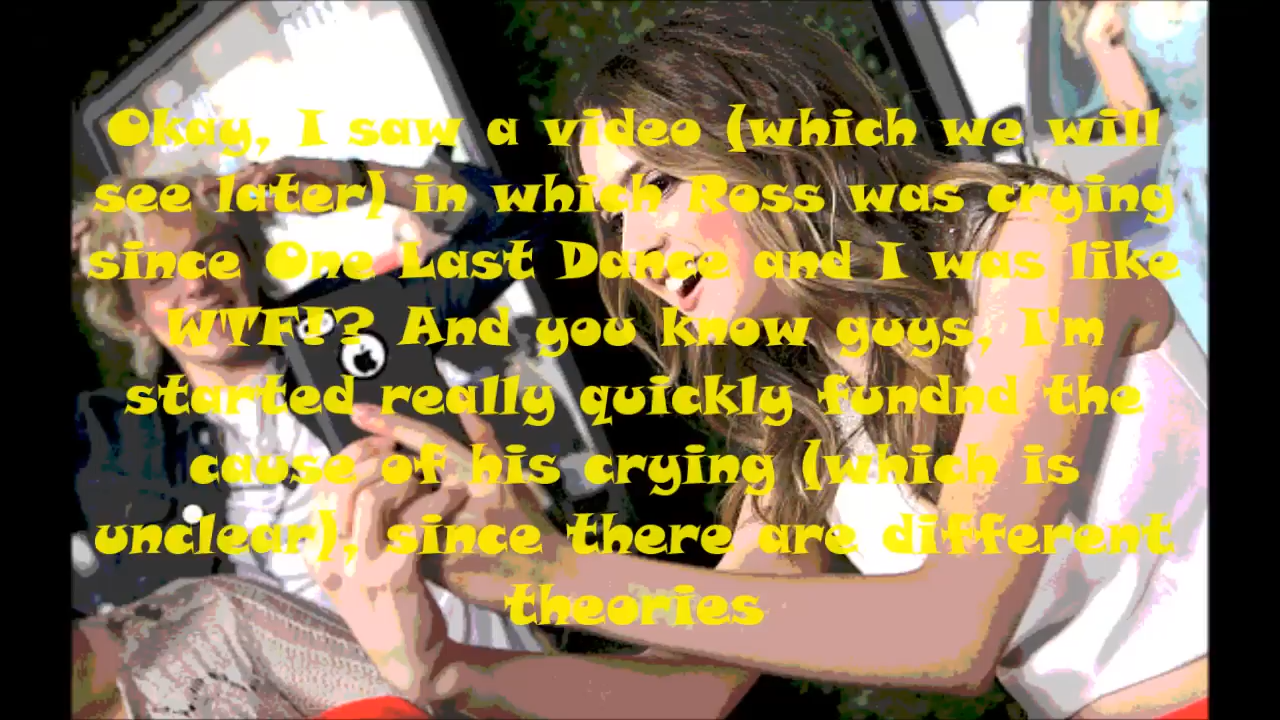 Okay, I saw a video (which we will
see later) in which Ross was crying
since One Last Dance and I was like
WTF!? And you know guys, I'm
started really quickly fundnd the
cause of his crying (which is
unclear), since there are different
theories